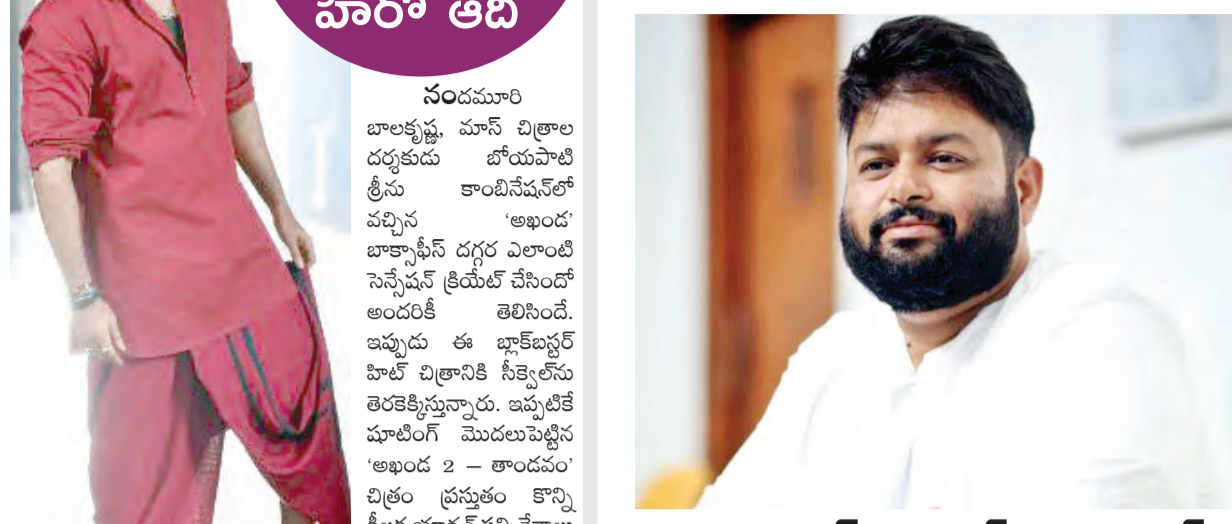 హీరో ఆది
నందమూరి
బాలకృష్ణ, మాస్ చిత్రాల
దర్శకుడు బోయపాటి
శ్రీను కాంబినేషన్‌లో
వచ్చిన ‘అఖండ’
బాక్సాఫీస్ దగ్గర ఎలాంటి
సెన్సేషన్ క్రియేట్ చేసిందో
అందరికీ తెలిసిందే.
ఇప్పుడు ఈ బ్లాక్‌బస్టర్
హిట్ చిత్రానికి సీక్వెల్‌ను
తెరకెక్కిస్తున్నారు. ఇప్పటికే
షూటింగ్ మొదలుపెట్టిన
‘అఖండ 2 – తాండవం’
చిత్రం ప్రస్తుతం కొన్ని